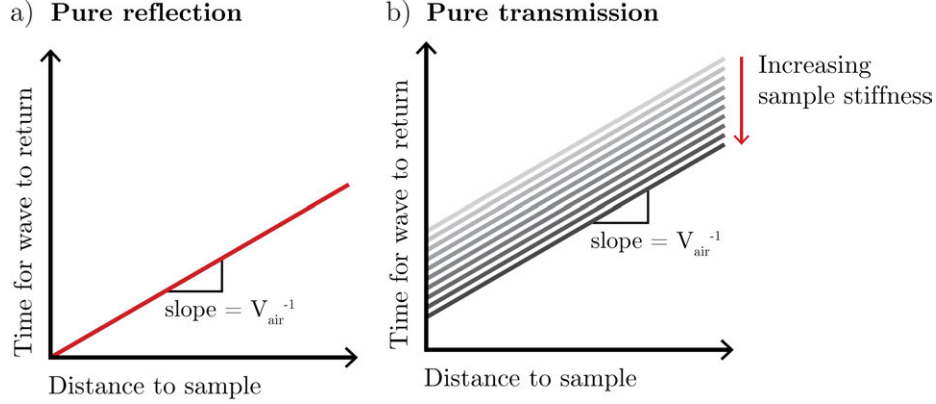 a) Pure reflection
Time for wave to return
slope = V_air^-1
Distance to sample
b) Pure transmission
Time for wave to return
slope = V_air^-1
Distance to sample
Increasing
sample stiffness